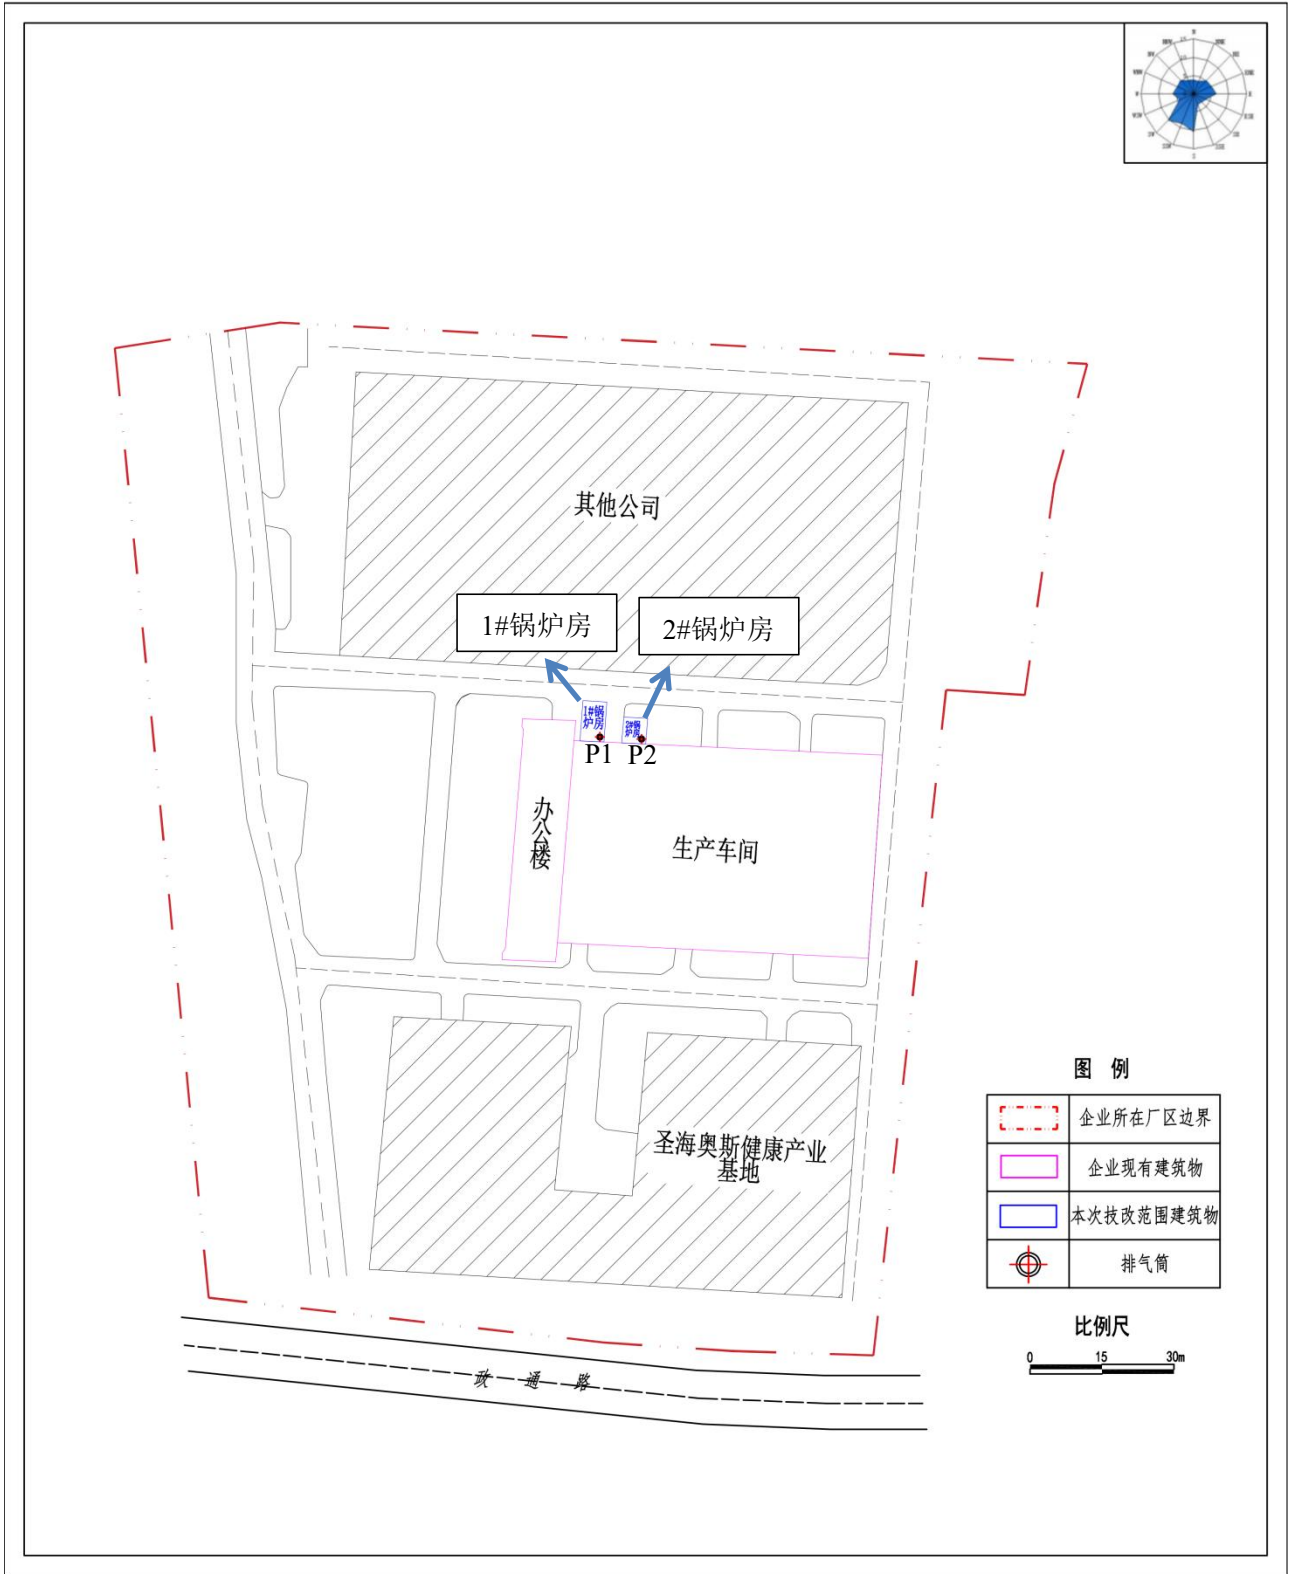 其他公司
1#锅炉房
2#锅炉房
1#锅
炉房
2#锅
炉房
P1
P2
办公楼
生产车间
圣海奥斯健康产业
基地
图 例
企业所在厂区边界
企业现有建筑物
本次技改范围建筑物
排气筒
比例尺
0 15 30m
政 通 路